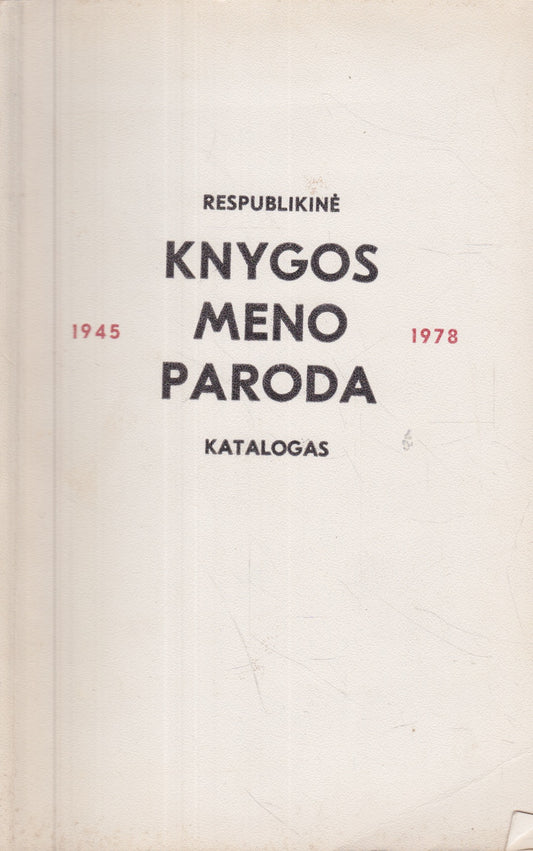 RESPUBLIKINĖ
KNYGOS
MENO
1945 1978
PARODA
KATALOGAS